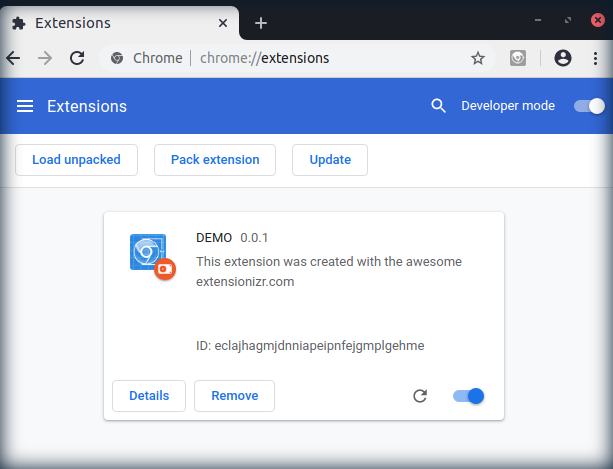 Extensions
Chrome | chrome://extensions
Extensions
Developer mode
Load unpacked
Pack extension
Update
DEMO 0.0.1
This extension was created with the awesome
extensionizr.com
ID: eclajhagmjdnniapeipnfejgmplgehme
Details
Remove